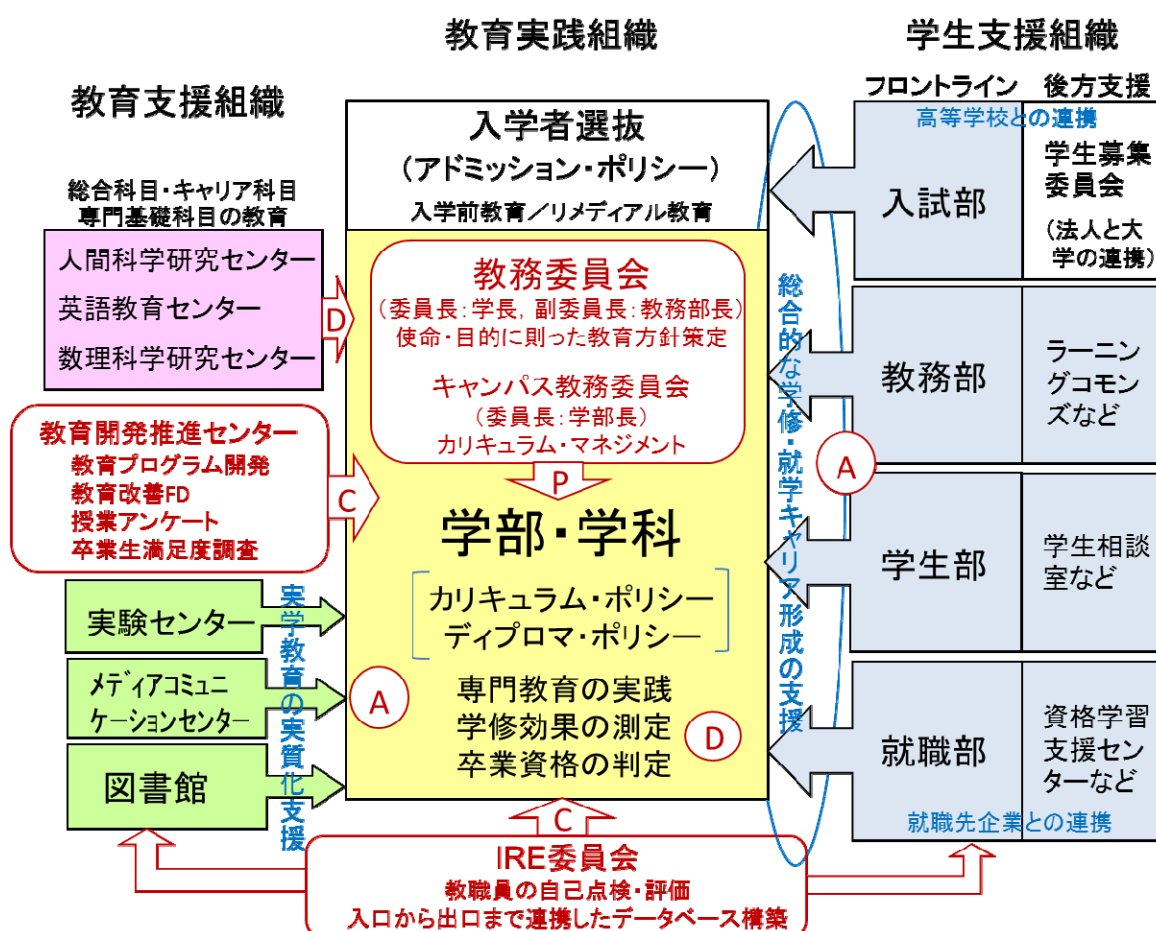 教育実践組織
学生支援組織
教育支援組織
フロントライン
後方支援
総合科目・キャリア科目
専門基礎科目の教育
人間科学研究センター
英語教育センター
数理科学研究センター
D
教育開発推進センター
教育プログラム開発
教育改善FD
授業アンケート
卒業生満足度調査
C
実験センター
メディアコミュニ
ケーションセンター
図書館
実学教育の実質化支援
入学者選抜
(アドミッション・ポリシー)
入学前教育/リメディアル教育
教務委員会
(委員長:学長, 副委員長:教務部長)
使命・目的に則った教育方針策定
キャンパス教務委員会
(委員長:学部長)
カリキュラム・マネジメント
P
学部・学科
カリキュラム・ポリシー
ディプロマ・ポリシー
A
専門教育の実践
学修効果の測定
卒業資格の判定
D
C
IRE委員会
教職員の自己点検・評価
入口から出口まで連携したデータベース構築
総合的な学修・就学キャリア形成の支援
A
高等学校との連携
入試部
学生募集
委員会
(法人と大
学の連携)
教務部
ラーニン
グコモン
ズなど
学生部
学生相談
室など
就職部
資格学習
支援セン
ターなど
就職先企業との連携